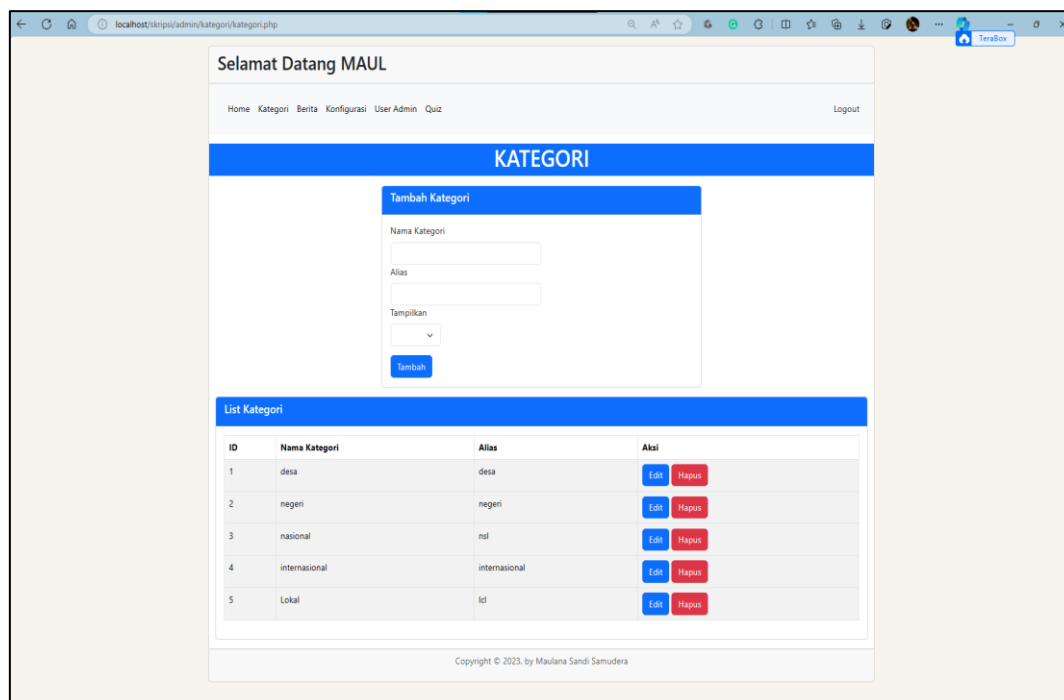 localhost/skripsi/admin/kategori/kategori.php
TeraBox
Selamat Datang MAUL
Home Kategori Berita Konfigurasi User Admin Quiz Logout
KATEGORI
Tambah Kategori
Nama Kategori
Alias
Tampilkan
Tambah
List Kategori
ID Nama Kategori Alias Aksi
1 desa desa Edit Hapus
2 negeri negeri Edit Hapus
3 nasional nsl Edit Hapus
4 internasional internasional Edit Hapus
5 Lokal lcl Edit Hapus
Copyright © 2023, by Maulana Sandi Samudera